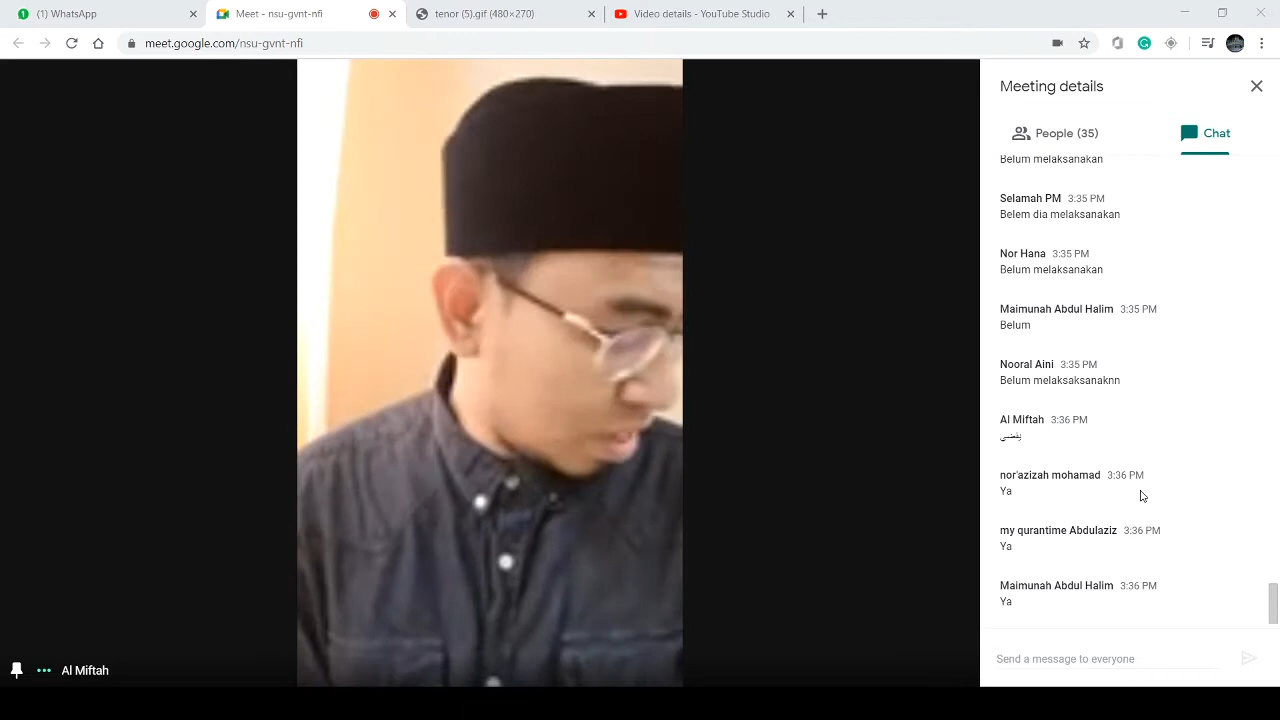 (1) WhatsApp
Meet - nsu-gvnt-nfi
tenor (5).gif (480×270)
Video details - YouTube Studio
meet.google.com/nsu-gvnt-nfi
Meeting details
People (35)
Chat
Belum melaksanakan
Selamah PM 3:35 PM
Belem dia melaksanakan
Nor Hana 3:35 PM
Belum melaksanakan
Maimunah Abdul Halim 3:35 PM
Belum
Nooral Aini 3:35 PM
Belum melaksaksanaknn
Al Miftah 3:36 PM
nor'azizah mohamad 3:36 PM
Ya
my qurantime Abdulaziz 3:36 PM
Ya
Maimunah Abdul Halim 3:36 PM
Ya
Send a message to everyone
Al Miftah